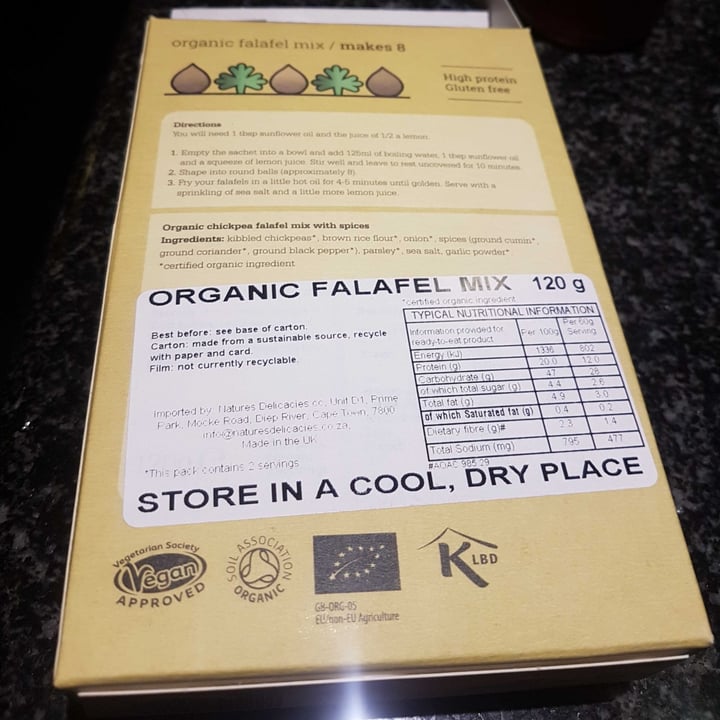 organic falafel mix / makes 8
High protein
Gluten free
Directions
You will need 1 tbsp sunflower oil and the juice of 1/2 a lemon.
1. Empty the sachet into a bowl and add 125ml of boiling water, 1 tbsp sunflower oil
and a squeeze of lemon juice. Stir well and leave to rest uncovered for 10 minutes.
2. Shape into round balls (approximately 8).
3. Fry your falafels in a little hot oil for 4-5 minutes until golden. Serve with a
sprinkling of sea salt and a little more lemon juice.
Organic chickpea falafel mix with spices
Ingredients: kibbled chickpeas*, brown rice flour*, onion*, spices (ground cumin*,
ground coriander*, ground black pepper*), parsley*, sea salt, garlic powder*
*certified organic ingredient
ORGANIC FALAFEL MIX 120 g
*certified organic ingredient
Best before: see base of carton.
Carton: made from a sustainable source, recycle
with paper and card.
Film: not currently recyclable.
Imported by Natures Delicacies cc, Unit D1, Prime
Park, Mocke Road, Diep River, Cape Town, 7800
info@naturesdelicacies.co.za,
Made in the UK
*This pack contains 2 servings
TYPICAL NUTRITIONAL INFORMATION
Information provided for
ready-to-eat product
Per 100g
Per 60g
Serving
Energy (kJ) 1336 802
Protein (g) 20.0 12.0
Carbohydrate (g) 47 28
of which total sugar (g) 4.4 2.6
Total fat (g) 4.9 3.0
of which Saturated fat (g) 0.4 0.2
Dietary fibre (g)# 2.3 1.4
Total Sodium (mg) 795 477
#AOAC 985.29
STORE IN A COOL, DRY PLACE
Vegetarian Society
Vegan
APPROVED
SOIL ASSOCIATION
ORGANIC
GB-ORG-05
EU/non-EU Agriculture
K LBD